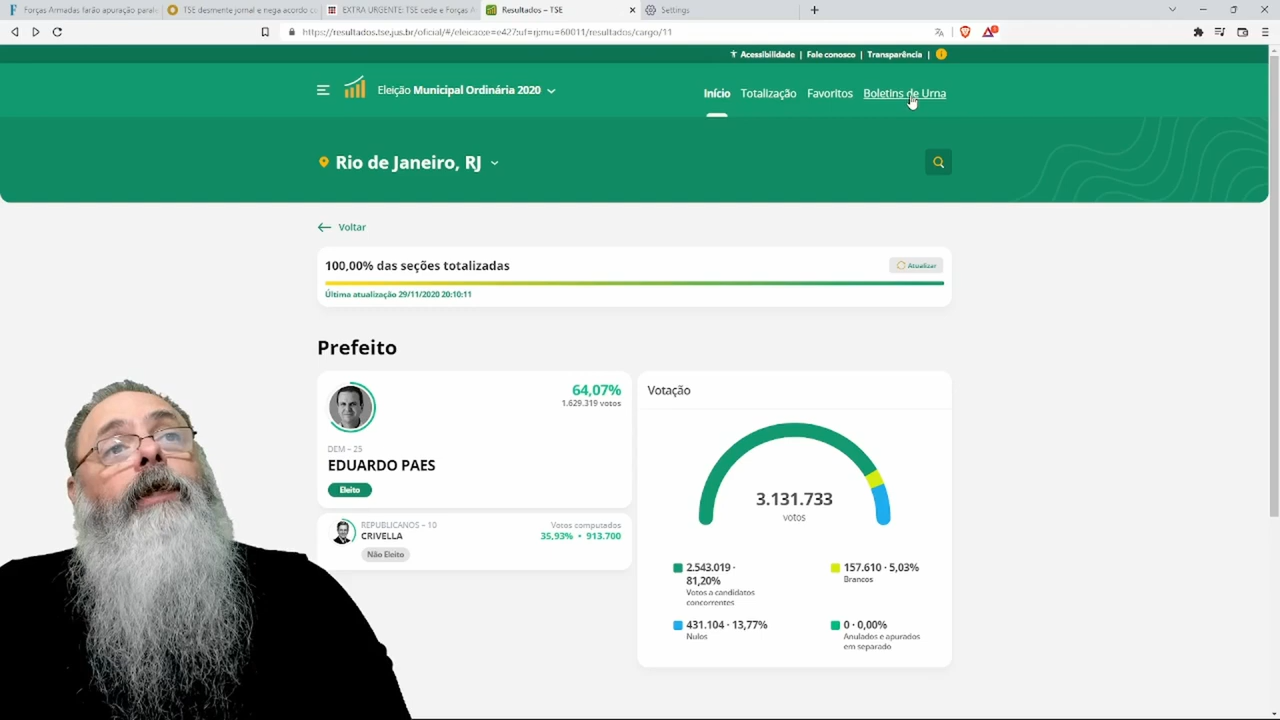 Forças Armadas farão apuração paral
TSE desmente jornal e nega acordo c
EXTRA URGENTE: TSE cede e Forças A
Resultados – TSE
Settings
https://resultados.tse.jus.br/oficial/#/eleicao:e=e427;uf=rj;mu=60011/resultados/cargo/11
Acessibilidade | Fale conosco | Transparência |
Eleição Municipal Ordinária 2020
Início Totalização Favoritos Boletins de Urna
Rio de Janeiro, RJ
Voltar
100,00% das seções totalizadas
Atualizar
Última atualização 29/11/2020 20:10:11
Prefeito
64,07%
1.629.319 votos
DEM – 25
EDUARDO PAES
Eleito
REPUBLICANOS – 10
CRIVELLA
Não Eleito
Votos computados
35,93% • 913.700
Votação
3.131.733
votos
2.543.019 ·
81,20%
Votos a candidatos
concorrentes
157.610 · 5,03%
Brancos
431.104 · 13,77%
Nulos
0 · 0,00%
Anulados e apurados
em separado